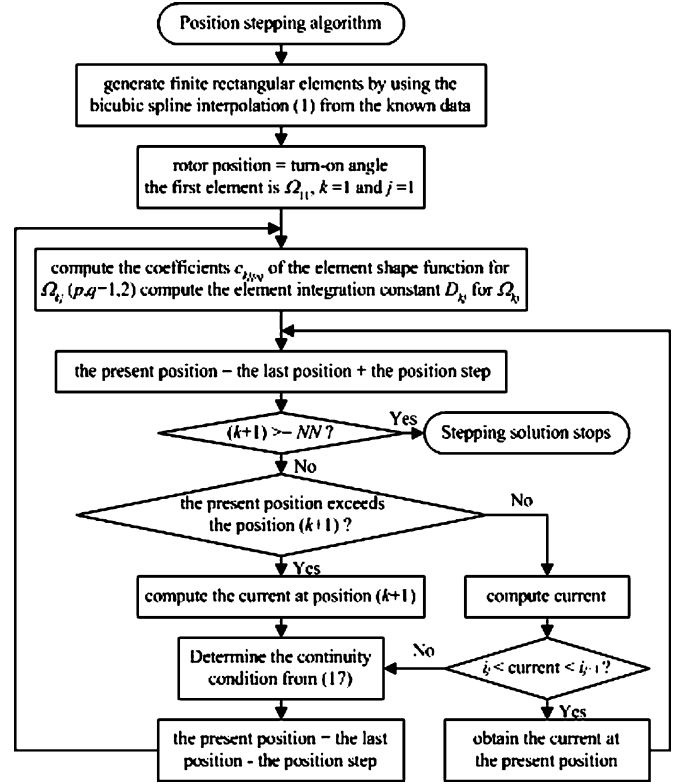 Position stepping algorithm
generate finite rectangular elements by using the
bicubic spline interpolation (1) from the known data
rotor position = turn-on angle
the first element is Ω₁₁, k =1 and j =1
compute the coefficients of the element shape function for
(p,q=1,2) compute the element integration constant D_kj for Ω_kj
the present position = the last position + the position step
(k+1) >= NN ?
Yes
Stepping solution stops
No
the present position exceeds
the position (k+1) ?
No
Yes
compute the current at position (k+1)
compute current
Determine the continuity
condition from (17)
No
i_j < current < i_j+1?
Yes
the present position = the last
position - the position step
obtain the current at
the present position